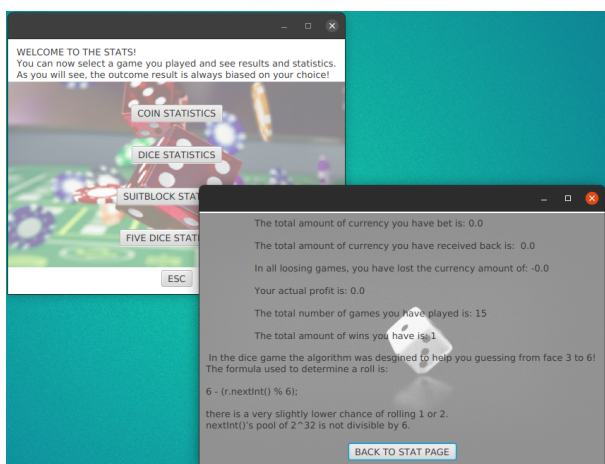 WELCOME TO THE STATS!
You can now select a game you played and see results and statistics.
As you will see, the outcome result is always biased on your choice!
COIN STATISTICS
DICE STATISTICS
SUITBLOCK STAT
FIVE DICE STATI
ESC
The total amount of currency you have bet is: 0.0
The total amount of currency you have received back is:  0.0
In all loosing games, you have lost the currency amount of: -0.0
Your actual profit is: 0.0
The total number of games you have played is: 15
The total amount of wins you have is: 1
In the dice game the algorithm was desgined to help you guessing from face 3 to 6!
The formula used to determine a roll is:
6 - (r.nextInt() % 6);
there is a very slightly lower chance of rolling 1 or 2.
nextInt()'s pool of 2^32 is not divisible by 6.
BACK TO STAT PAGE